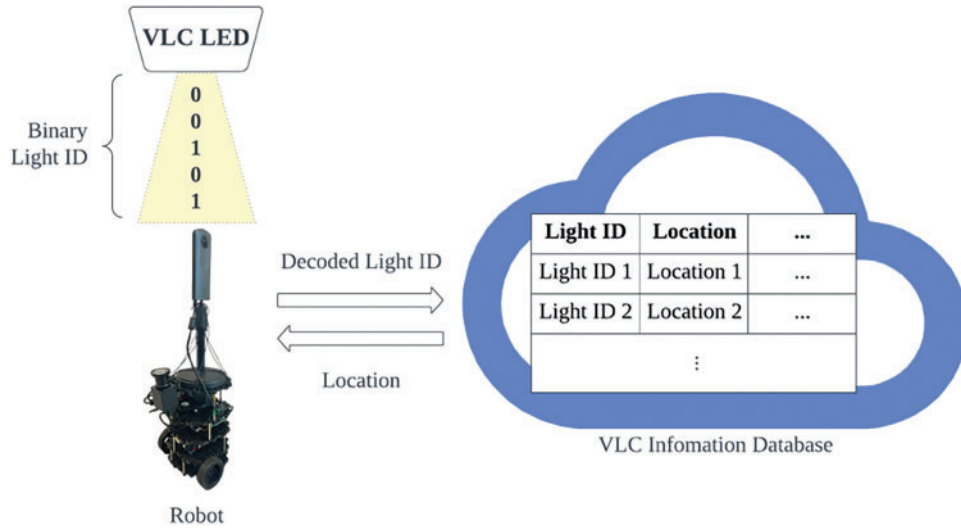 VLC LED
0
0
1
0
1
Binary
Light ID
Decoded Light ID
Location
Robot
Light ID Location ...
Light ID 1 Location 1 ...
Light ID 2 Location 2 ...
⋮
VLC Infomation Database